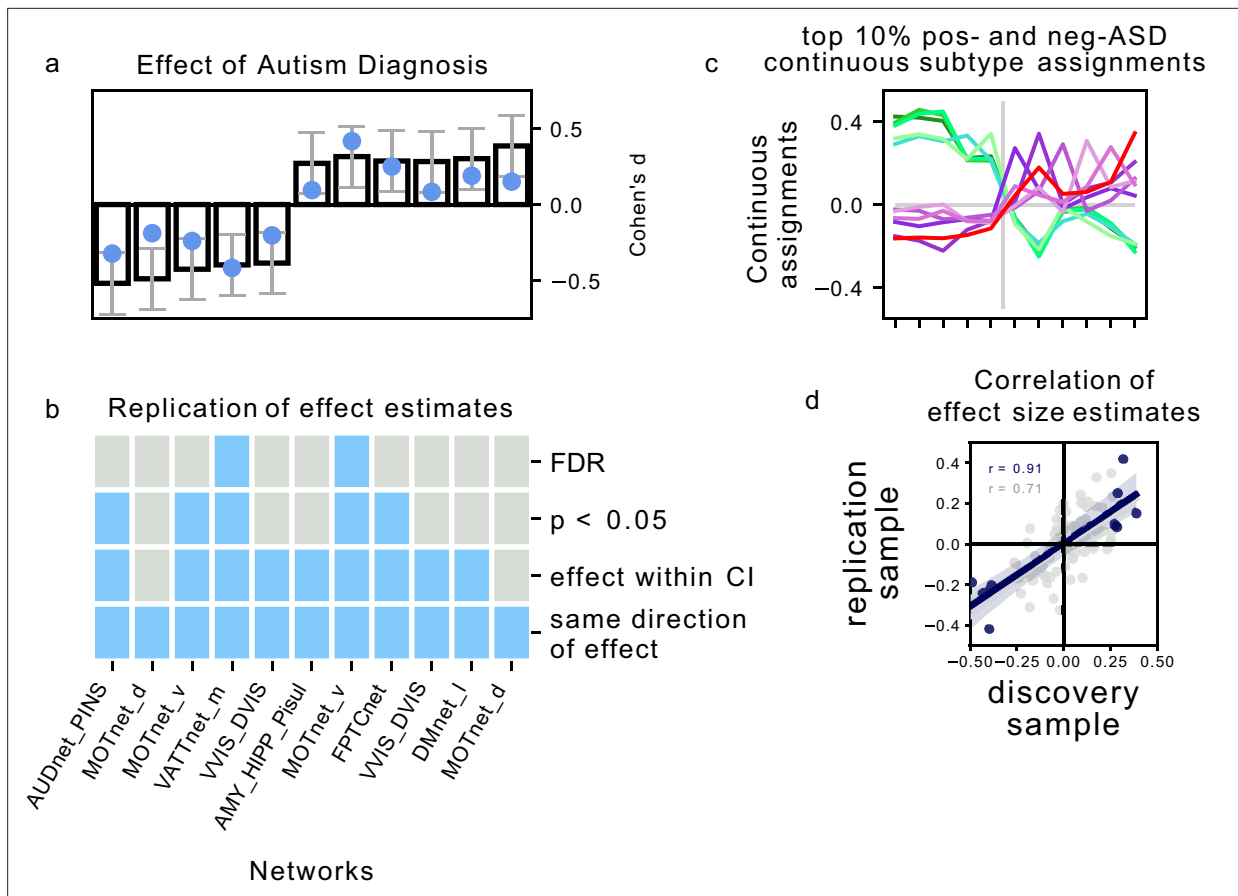 a
Effect of Autism Diagnosis
0.5
0.0
−0.5
Cohen's d
b
Replication of effect estimates
FDR
p < 0.05
effect within CI
same direction
of effect
AUDnet_PINS
MOTnet_d
MOTnet_v
VATTnet_m
VVIS_DVIS
AMY_HIPP_Pisul
MOTnet_v
FPTCnet
VVIS_DVIS
DMnet_l
MOTnet_d
Networks
top 10% pos- and neg-ASD
c
continuous subtype assignments
0.4
0.0
−0.4
Continuous
assignments
Correlation of
d
effect size estimates
r = 0.91
r = 0.71
0.4
0.2
0.0
−0.2
−0.4
replication
sample
−0.50
−0.25
0.00
0.25
0.50
discovery
sample